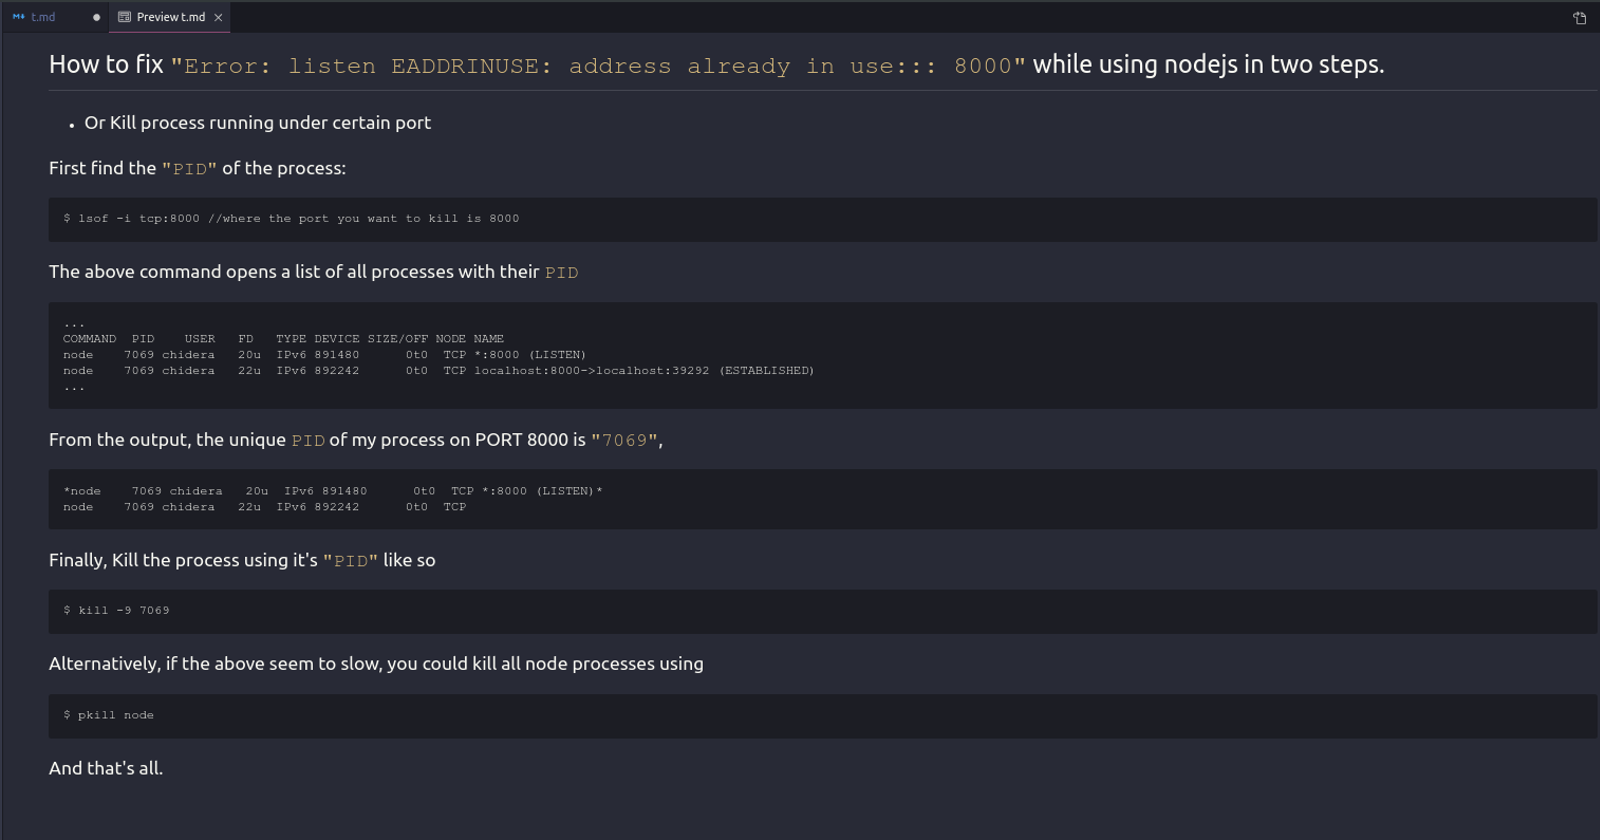 t.md
Preview t.md
How to fix "Error: listen EADDRINUSE: address already in use::: 8000" while using nodejs in two steps.
• Or Kill process running under certain port
First find the "PID" of the process:
$ lsof -i tcp:8000 //where the port you want to kill is 8000
The above command opens a list of all processes with their PID
...
COMMAND  PID    USER   FD   TYPE DEVICE SIZE/OFF NODE NAME
node    7069 chidera   20u  IPv6 891480      0t0  TCP *:8000 (LISTEN)
node    7069 chidera   22u  IPv6 892242      0t0  TCP localhost:8000->localhost:39292 (ESTABLISHED)
...
From the output, the unique PID of my process on PORT 8000 is "7069",
*node    7069 chidera   20u  IPv6 891480      0t0  TCP *:8000 (LISTEN)*
node    7069 chidera   22u  IPv6 892242      0t0  TCP
Finally, Kill the process using it's "PID" like so
$ kill -9 7069
Alternatively, if the above seem to slow, you could kill all node processes using
$ pkill node
And that's all.